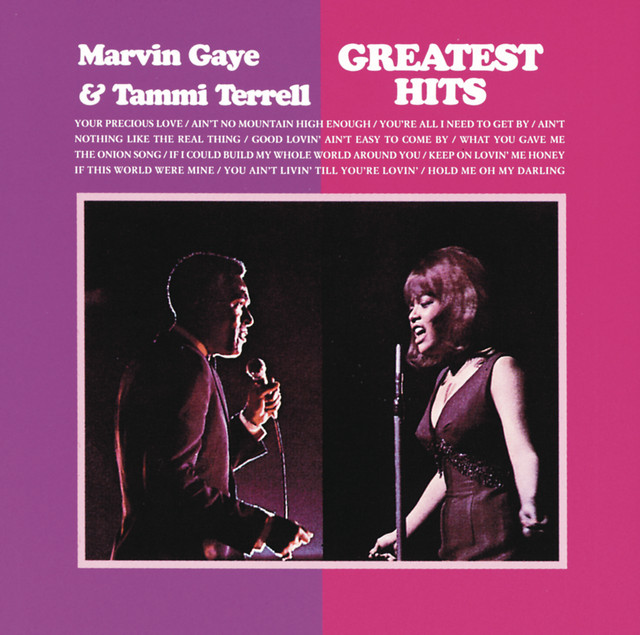 Marvin Gaye
& Tammi Terrell
GREATEST
HITS
YOUR PRECIOUS LOVE / AIN'T NO MOUNTAIN HIGH ENOUGH / YOU'RE ALL I NEED TO GET BY / AIN'T
NOTHING LIKE THE REAL THING / GOOD LOVIN' AIN'T EASY TO COME BY / WHAT YOU GAVE ME
THE ONION SONG / IF I COULD BUILD MY WHOLE WORLD AROUND YOU / KEEP ON LOVIN' ME HONEY
IF THIS WORLD WERE MINE / YOU AIN'T LIVIN' TILL YOU'RE LOVIN' / HOLD ME OH MY DARLING